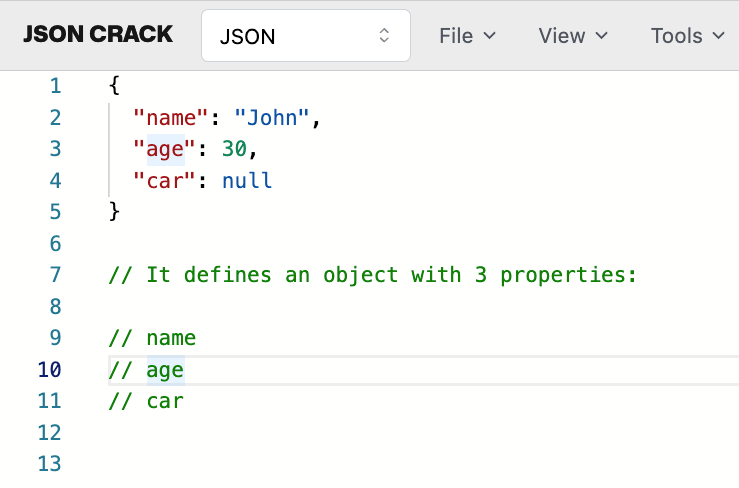 JSON CRACK JSON File View Tools
1 {
2 "name": "John",
3 "age": 30,
4 "car": null
5 }
6
7 // It defines an object with 3 properties:
8
9 // name
10 // age
11 // car
12
13